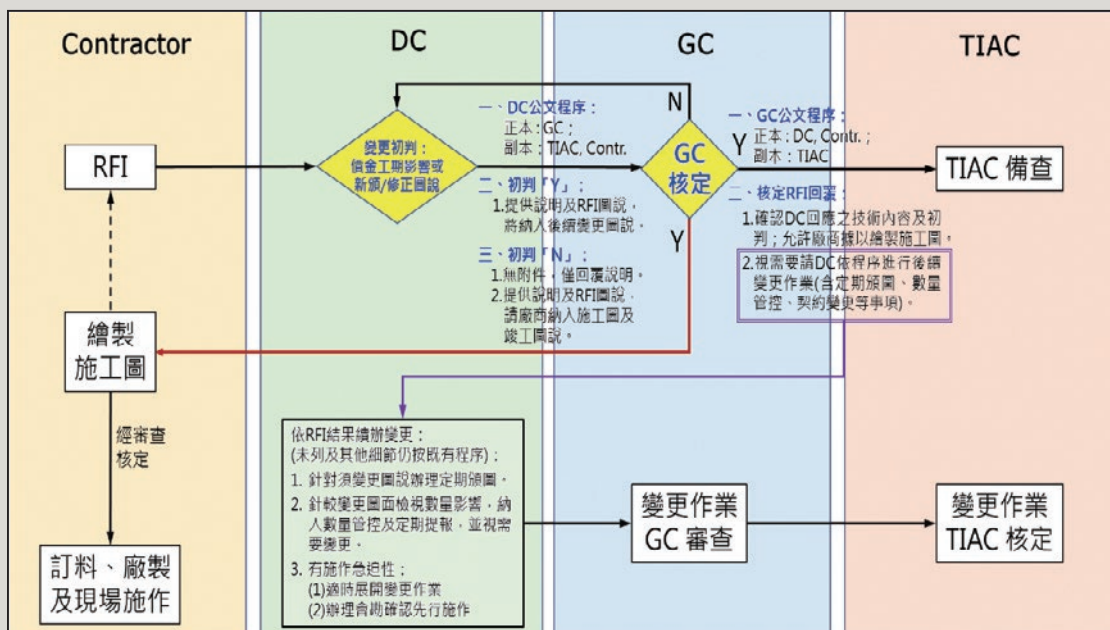 Contractor
DC
GC
TIAC
RFI
變更初判：
價金工期影響或
新頒/修正圖說
一、DC公文程序：
正本：GC；
副本：TIAC, Contr.
二、初判「Y」；
1.提供說明及RFI圖說，
將納入後續變更圖說。
三、初判「N」；
1.無附件，僅回覆說明。
2.提供說明及RFI圖說，
請廠商納入施工圖及
竣工圖說。
N
GC
核定
Y
Y
一、GC公文程序：
正本：DC, Contr.；
副本：TIAC
二、核定RFI回覆
1.確認DC回應之技術內容及初
判；允許廠商據以繪製施工圖。
2.視需要請DC依程序進行後續
變更作業(含定期頒圖、數量
管控、契約變更等事項)。
TIAC 備查
繪製
施工圖
經審查
核定
訂料、廠製
及現場施作
依RFI結果續辦變更：
(未列及其他細節仍按既有程序)；
1. 針對須變更圖說辦理定期頒圖。
2. 針較變更圖面檢視數量影響，納
入數量管控及定期提報，並視需
要變更．
3. 有施作急迫性；
(1)適時展開變更作業
(2)辦理會勘確認先行施作
變更作業
GC 審查
變更作業
TIAC 核定